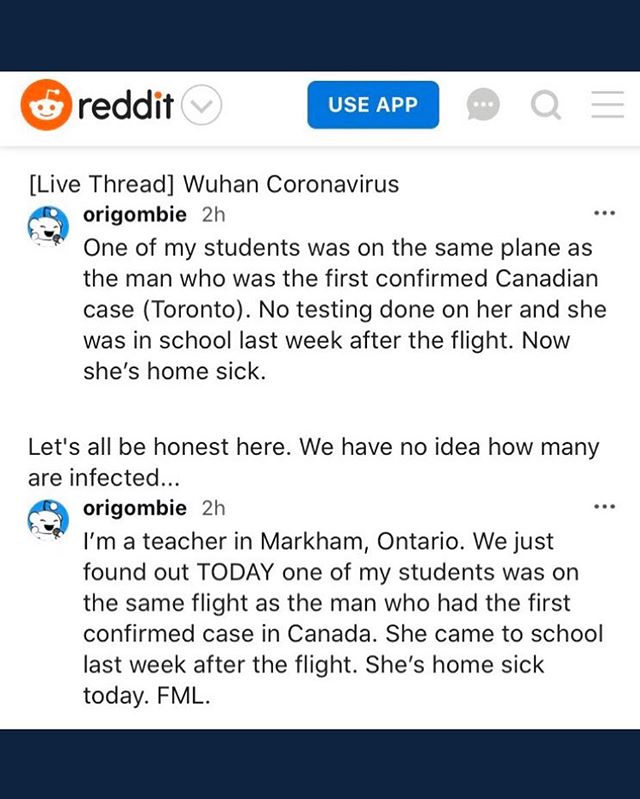 reddit
USE APP
[Live Thread] Wuhan Coronavirus
origombie 2h
One of my students was on the same plane as
the man who was the first confirmed Canadian
case (Toronto). No testing done on her and she
was in school last week after the flight. Now
she’s home sick.
Let's all be honest here. We have no idea how many
are infected...
origombie 2h
I’m a teacher in Markham, Ontario. We just
found out TODAY one of my students was on
the same flight as the man who had the first
confirmed case in Canada. She came to school
last week after the flight. She’s home sick
today. FML.